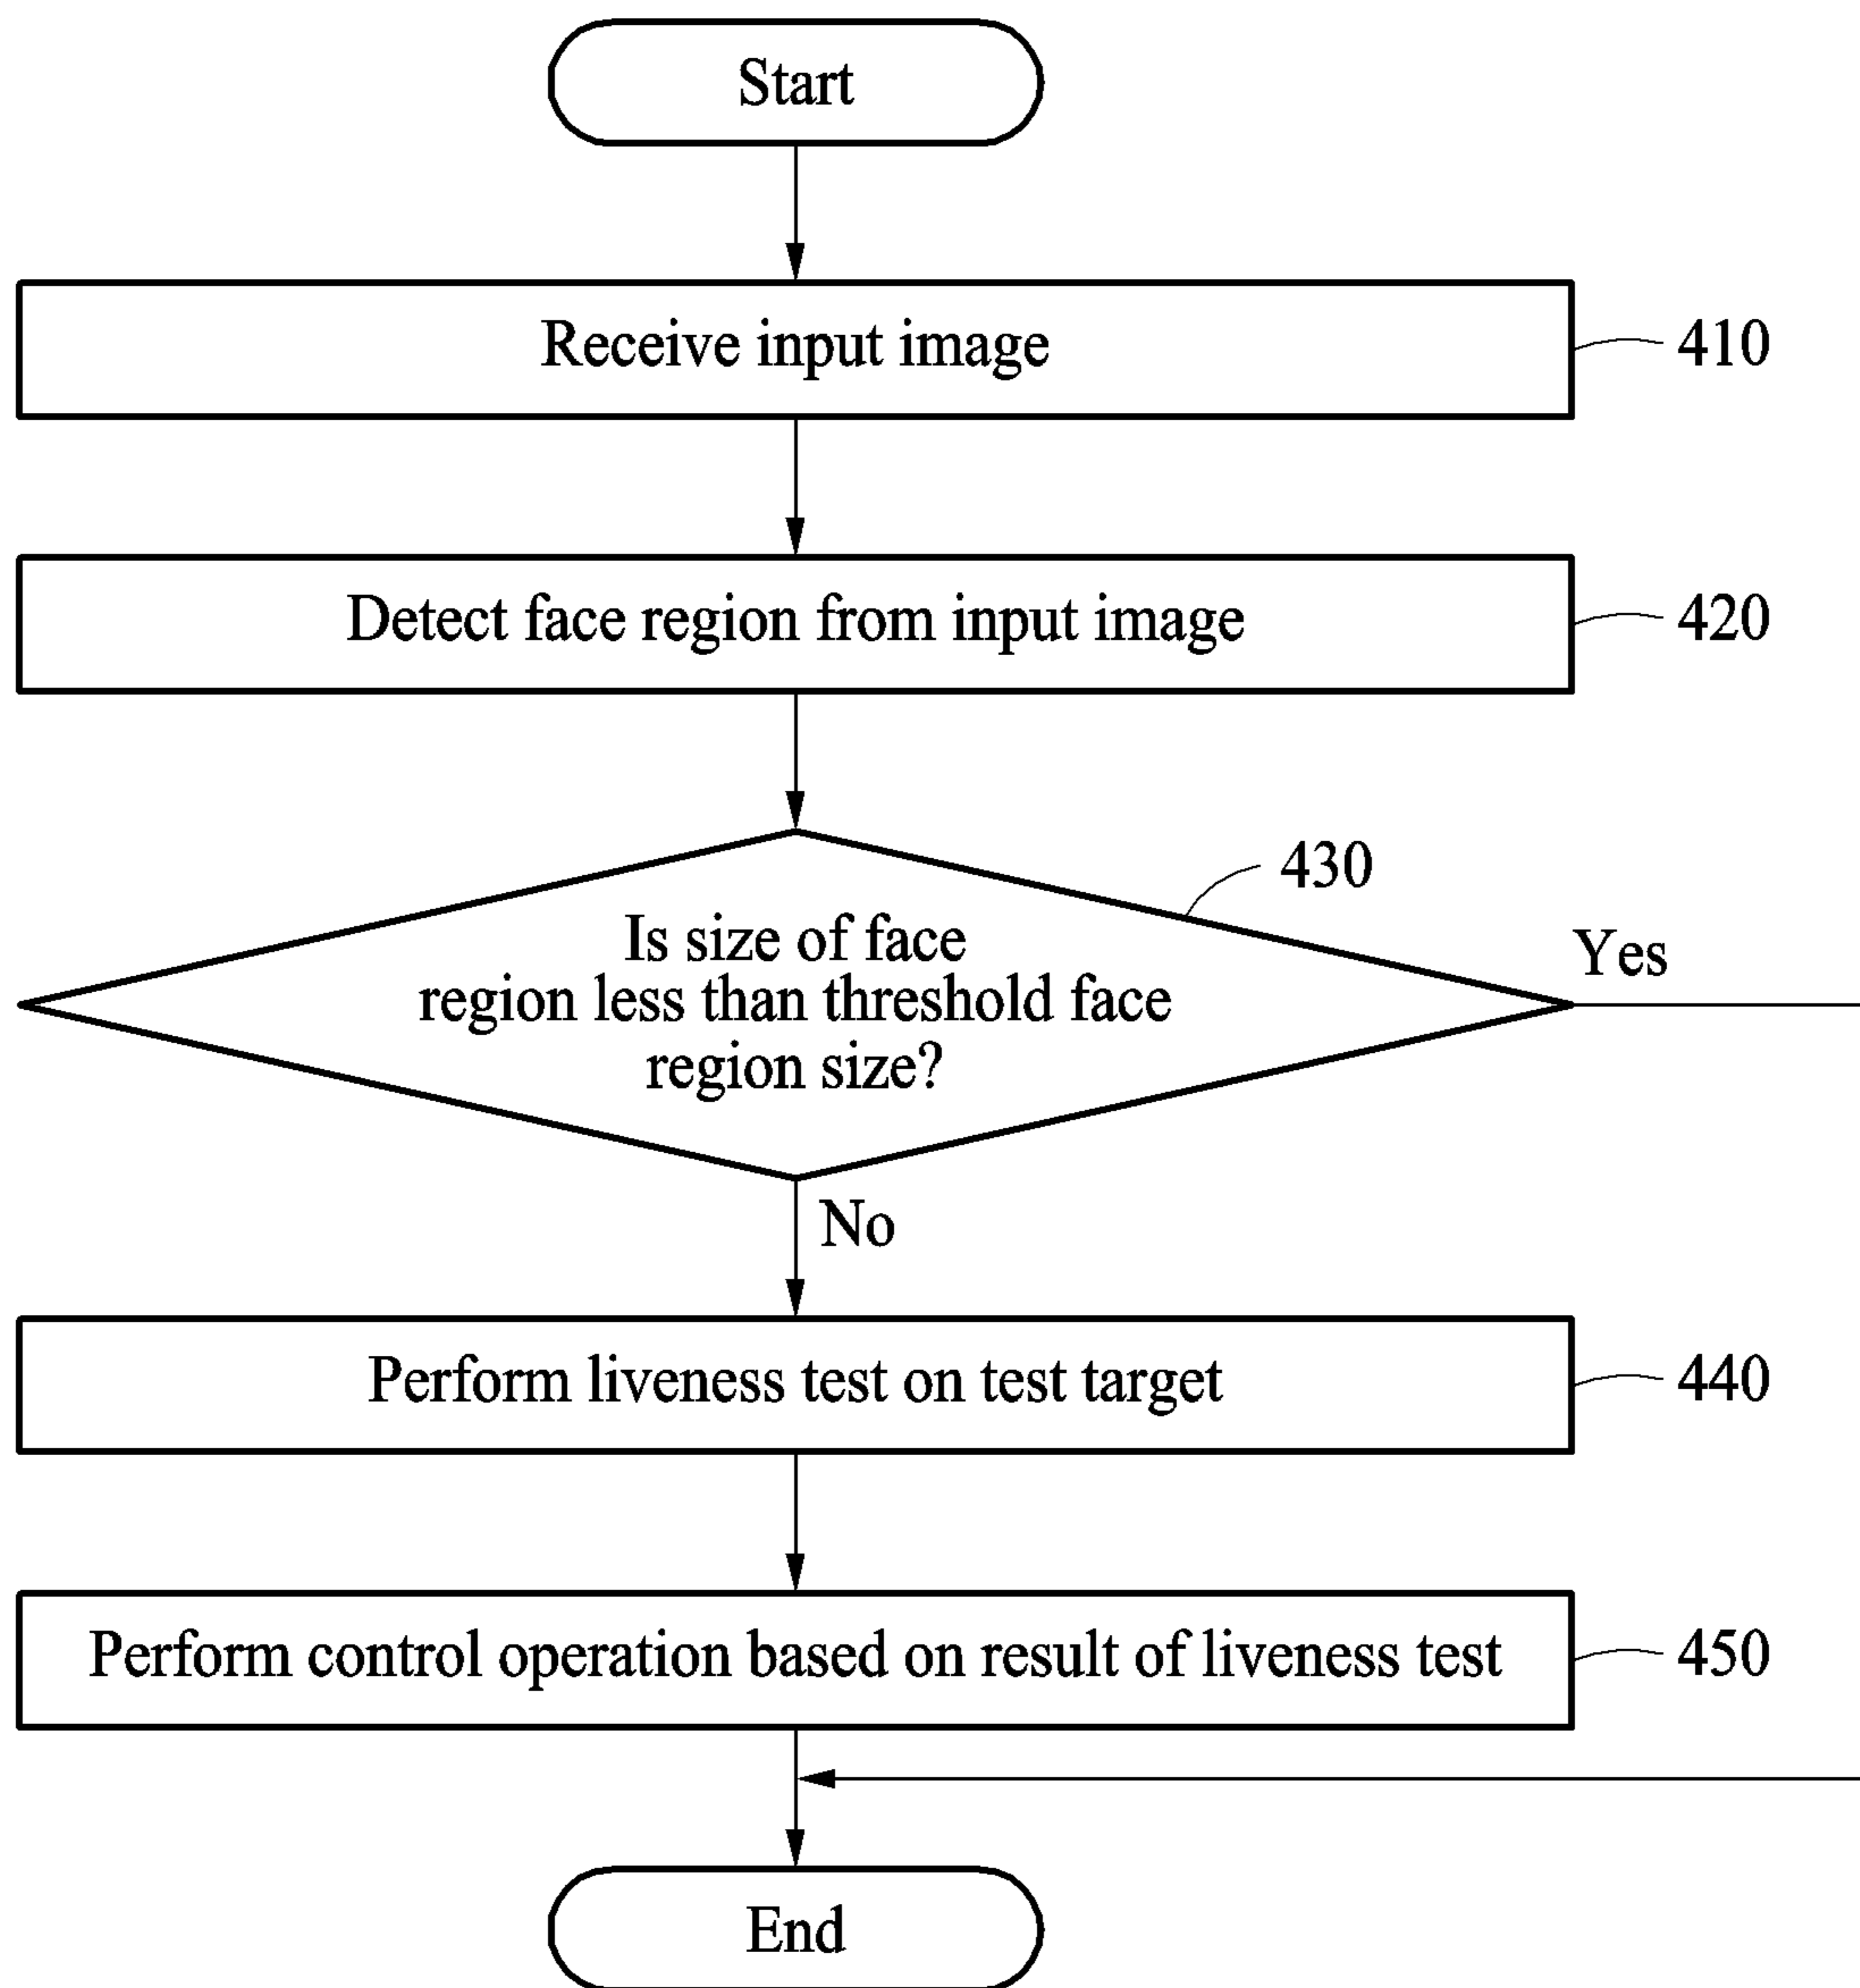 Start
Receive input image
410
Detect face region from input image
420
430
Is size of face
region less than threshold face
region size?
Yes
No
Perform liveness test on test target
440
Perform control operation based on result of liveness test
450
End